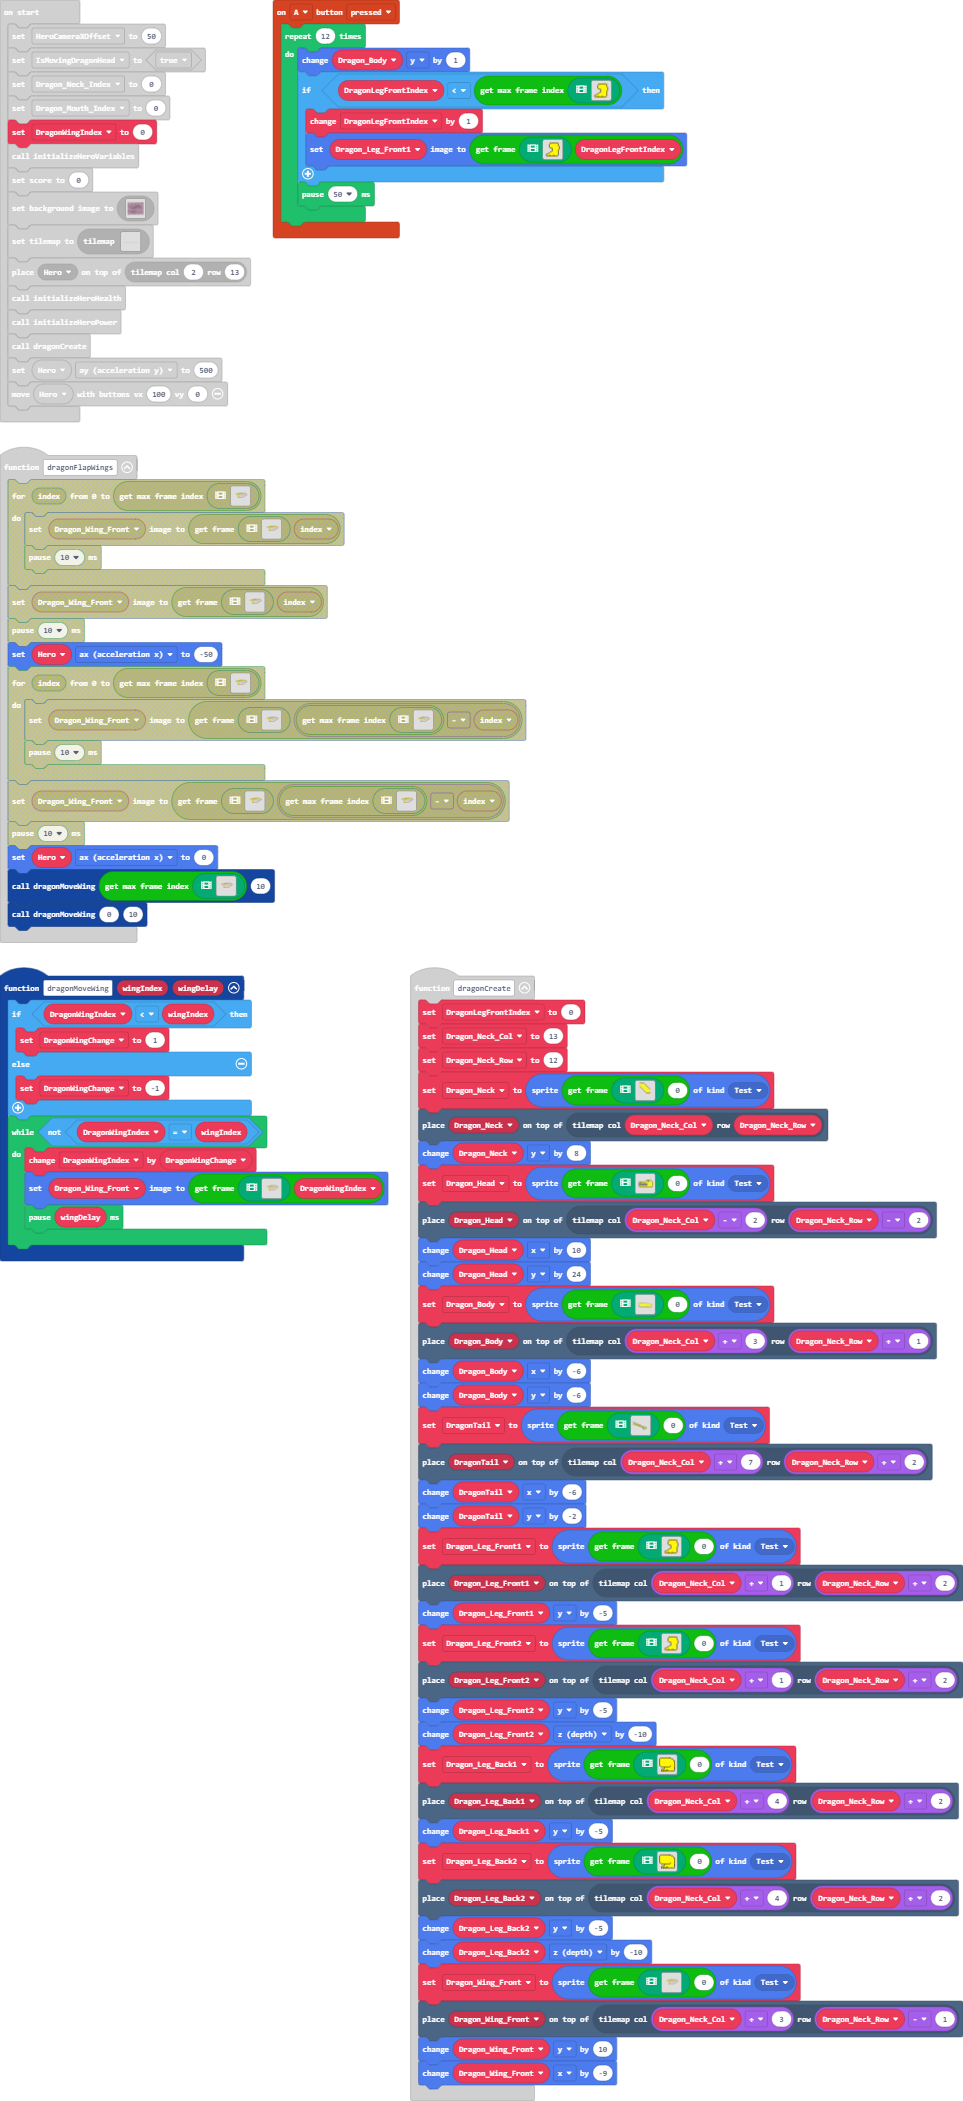 on start
set HeroCameraXOffset to 50
set IsMovingDragonHead to true
set Dragon_Neck_Index to 0
set Dragon_Mouth_Index to 0
set DragonWingIndex to 0
call initializeHeroVariables
set score to 0
set background image to
set tilemap to tilemap
place Hero on top of tilemap col 2 row 13
call initializeHeroHealth
call initializeHeroPower
call dragonCreate
set Hero ay (acceleration y) to 500
move Hero with buttons vx 100 vy 0
on A button pressed
repeat 12 times
do
change Dragon_Body y by 1
if DragonLegFrontIndex < get max frame index then
change DragonLegFrontIndex by 1
set Dragon_Leg_Front1 image to get frame DragonLegFrontIndex
pause 50 ms
function dragonFlapWings
for index from 0 to get max frame index
do
set Dragon_Wing_Front image to get frame index
pause 10 ms
set Dragon_Wing_Front image to get frame index
pause 10 ms
set Hero ax (acceleration x) to -50
for index from 0 to get max frame index
do
set Dragon_Wing_Front image to get frame get max frame index - index
pause 10 ms
set Dragon_Wing_Front image to get frame get max frame index - index
pause 10 ms
set Hero ax (acceleration x) to 0
call dragonMoveWing get max frame index 10
call dragonMoveWing 0 10
function dragonMoveWing wingIndex wingDelay
if DragonWingIndex < wingIndex then
set DragonWingChange to 1
else
set DragonWingChange to -1
while not DragonWingIndex = wingIndex
do
change DragonWingIndex by DragonWingChange
set Dragon_Wing_Front image to get frame DragonWingIndex
pause wingDelay ms
function dragonCreate
set DragonLegFrontIndex to 0
set Dragon_Neck_Col to 13
set Dragon_Neck_Row to 12
set Dragon_Neck to sprite get frame 0 of kind Test
place Dragon_Neck on top of tilemap col Dragon_Neck_Col row Dragon_Neck_Row
change Dragon_Neck y by 8
set Dragon_Head to sprite get frame 0 of kind Test
place Dragon_Head on top of tilemap col Dragon_Neck_Col - 2 row Dragon_Neck_Row - 2
change Dragon_Head x by 10
change Dragon_Head y by 24
set Dragon_Body to sprite get frame 0 of kind Test
place Dragon_Body on top of tilemap col Dragon_Neck_Col + 3 row Dragon_Neck_Row + 1
change Dragon_Body x by -6
change Dragon_Body y by -6
set DragonTail to sprite get frame 0 of kind Test
place DragonTail on top of tilemap col Dragon_Neck_Col + 7 row Dragon_Neck_Row + 2
change DragonTail x by -6
change DragonTail y by -2
set Dragon_Leg_Front1 to sprite get frame 0 of kind Test
place Dragon_Leg_Front1 on top of tilemap col Dragon_Neck_Col + 1 row Dragon_Neck_Row + 2
change Dragon_Leg_Front1 y by -5
set Dragon_Leg_Front2 to sprite get frame 0 of kind Test
place Dragon_Leg_Front2 on top of tilemap col Dragon_Neck_Col + 1 row Dragon_Neck_Row + 2
change Dragon_Leg_Front2 y by -5
change Dragon_Leg_Front2 z (depth) by -10
set Dragon_Leg_Back1 to sprite get frame 0 of kind Test
place Dragon_Leg_Back1 on top of tilemap col Dragon_Neck_Col + 4 row Dragon_Neck_Row + 2
change Dragon_Leg_Back1 y by -5
set Dragon_Leg_Back2 to sprite get frame 0 of kind Test
place Dragon_Leg_Back2 on top of tilemap col Dragon_Neck_Col + 4 row Dragon_Neck_Row + 2
change Dragon_Leg_Back2 y by -5
change Dragon_Leg_Back2 z (depth) by -10
set Dragon_Wing_Front to sprite get frame 0 of kind Test
place Dragon_Wing_Front on top of tilemap col Dragon_Neck_Col + 3 row Dragon_Neck_Row - 1
change Dragon_Wing_Front y by 10
change Dragon_Wing_Front x by -9